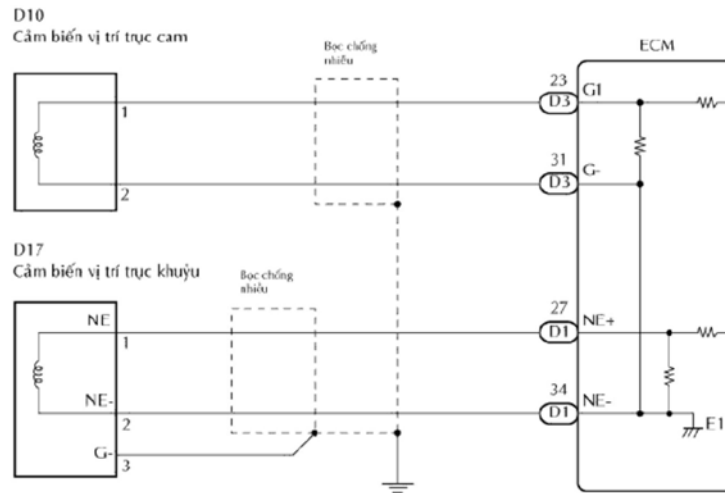 D10
Cảm biến vị trí trục cam
Bọc chống
nhiễu
ECM
1
23
D3
G1
2
31
D3
G-
D17
Cảm biến vị trí trục khuỷu
Bọc chống
nhiễu
NE
1
27
D1
NE+
NE-
2
34
D1
NE-
E1
G-
3